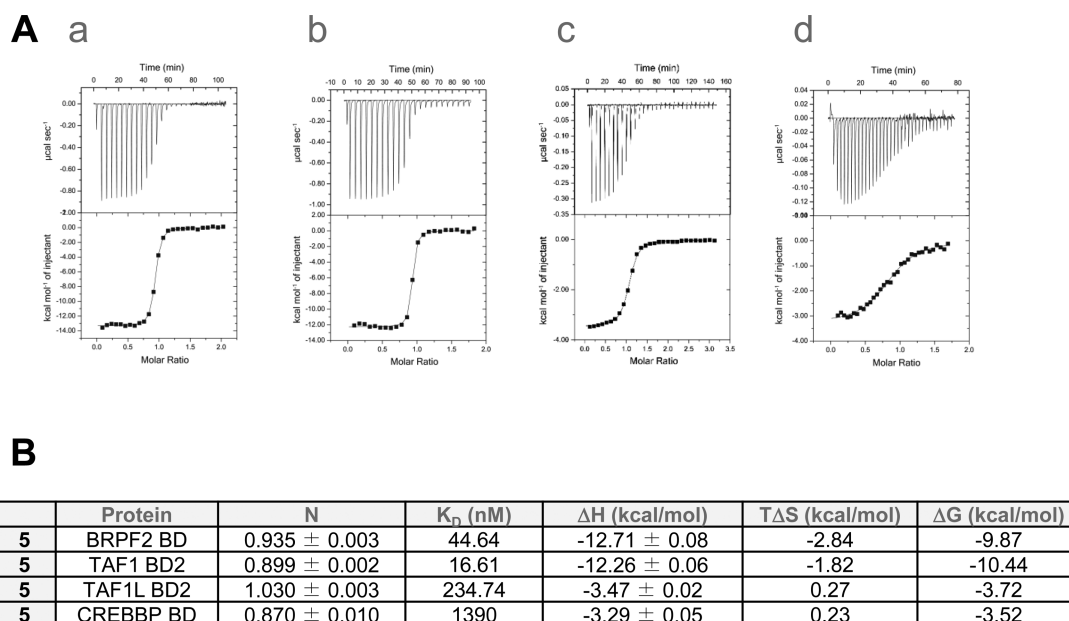 A a b c d
Time (min)
0 20 40 60 80 100
0.00
-0.20
-0.40
-0.60
-0.80
µcal sec⁻¹
0.00
-2.00
-4.00
-6.00
-8.00
-10.00
-12.00
-14.00
kcal mol⁻¹ of injectant
0.0 0.5 1.0 1.5 2.0
Molar Ratio
Time (min)
-10 0 10 20 30 40 50 60 70 80 90 100
0.00
-0.20
-0.40
-0.60
-0.80
-1.00
µcal sec⁻¹
2.00
0.00
-2.00
-4.00
-6.00
-8.00
-10.00
-12.00
-14.00
kcal mol⁻¹ of injectant
0.0 0.5 1.0 1.5 2.0
Molar Ratio
Time (min)
0 20 40 60 80 100 120 140 160
0.05
0.00
-0.05
-0.10
-0.15
-0.20
-0.25
-0.30
-0.35
µcal sec⁻¹
0.00
-2.00
-4.00
kcal mol⁻¹ of injectant
0.0 0.5 1.0 1.5 2.0 2.5 3.0 3.5
Molar Ratio
Time (min)
0 20 40 60 80
0.04
0.02
0.00
-0.02
-0.04
-0.06
-0.08
-0.10
-0.12
µcal sec⁻¹
0.00
-1.00
-2.00
-3.00
-4.00
kcal mol⁻¹ of injectant
0.0 0.5 1.0 1.5 2.0
Molar Ratio
B
Protein N K_D (nM) ΔH (kcal/mol) TΔS (kcal/mol) ΔG (kcal/mol)
5 BRPF2 BD 0.935 ± 0.003 44.64 -12.71 ± 0.08 -2.84 -9.87
5 TAF1 BD2 0.899 ± 0.002 16.61 -12.26 ± 0.06 -1.82 -10.44
5 TAF1L BD2 1.030 ± 0.003 234.74 -3.47 ± 0.02 0.27 -3.72
5 CREBBP BD 0.870 ± 0.010 1390 -3.29 ± 0.05 0.23 -3.52